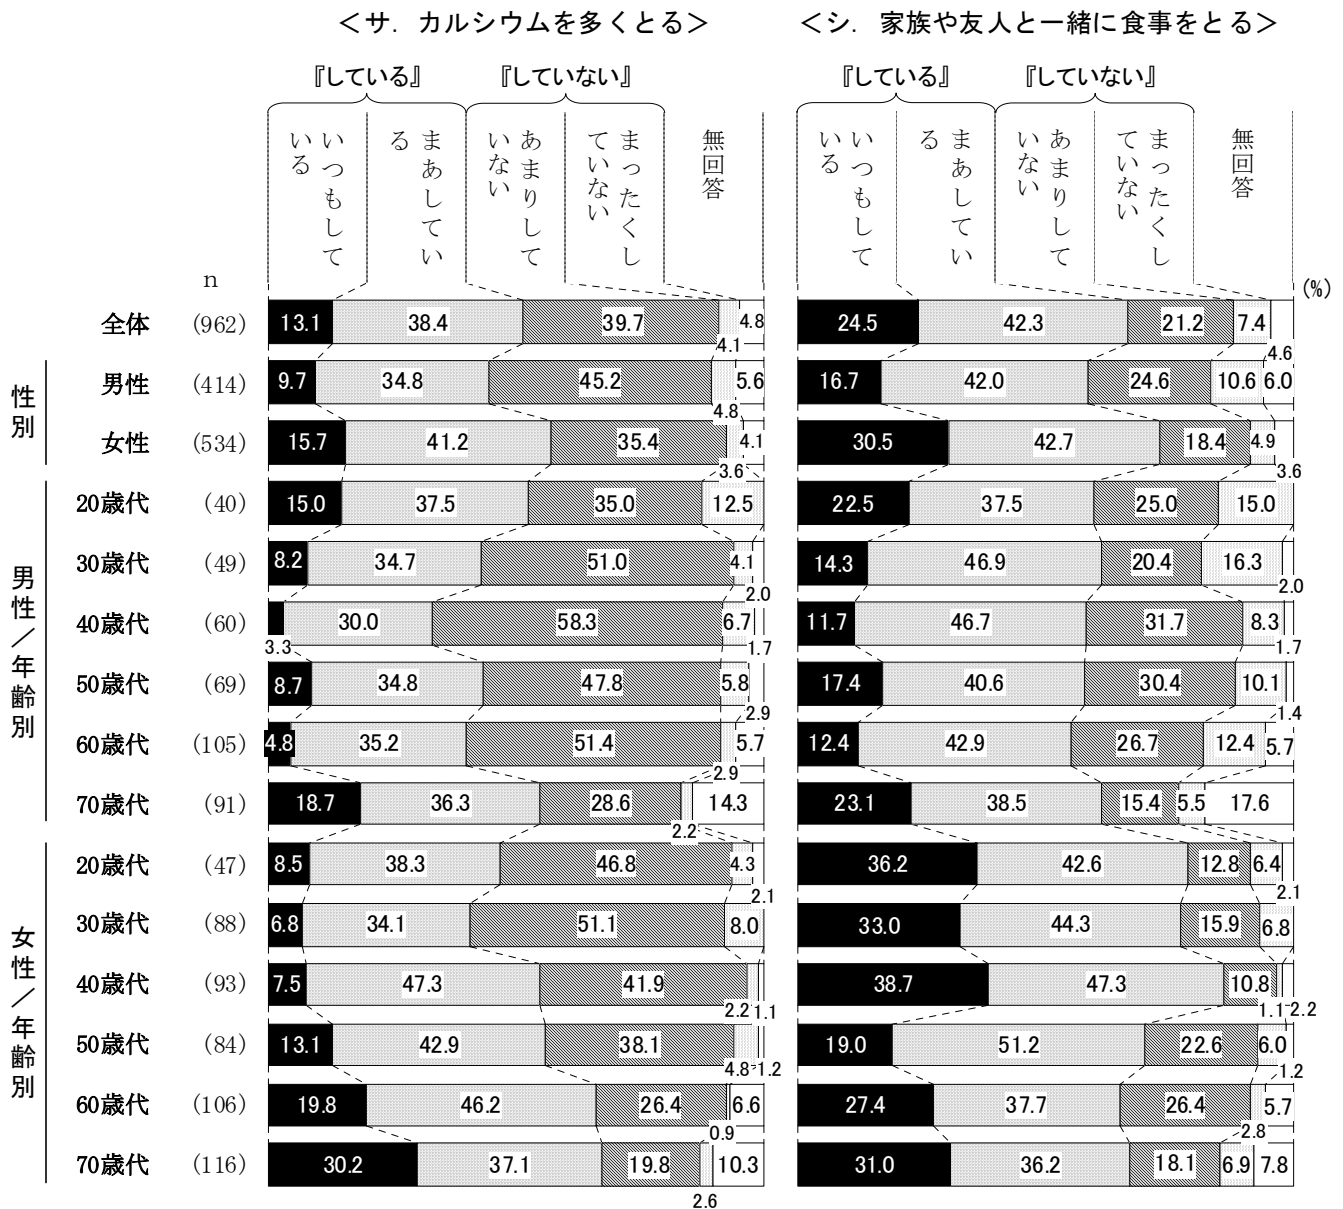 ＜サ．カルシウムを多くとる＞　＜シ．家族や友人と一緒に食事をとる＞
『している』　『していない』　『している』　『していない』
いつもしている　まあしている　あまりしていない　まったくしていない　無回答　いつもしている　まあしている　あまりしていない　まったくしていない　無回答
n
(%)
全体 (962) 13.1 38.4 39.7 4.1 4.8 24.5 42.3 21.2 7.4 4.6
性別
男性 (414) 9.7 34.8 45.2 4.8 5.6 16.7 42.0 24.6 10.6 6.0
女性 (534) 15.7 41.2 35.4 3.6 4.1 30.5 42.7 18.4 4.9 3.6
男性／年齢別
20歳代 (40) 15.0 37.5 35.0 12.5 22.5 37.5 25.0 15.0
30歳代 (49) 8.2 34.7 51.0 4.1 2.0 14.3 46.9 20.4 16.3 2.0
40歳代 (60) 3.3 30.0 58.3 6.7 1.7 11.7 46.7 31.7 8.3 1.7
50歳代 (69) 8.7 34.8 47.8 5.8 2.9 17.4 40.6 30.4 10.1 1.4
60歳代 (105) 4.8 35.2 51.4 2.9 5.7 12.4 42.9 26.7 12.4 5.7
70歳代 (91) 18.7 36.3 28.6 2.2 14.3 23.1 38.5 15.4 5.5 17.6
女性／年齢別
20歳代 (47) 8.5 38.3 46.8 4.3 2.1 36.2 42.6 12.8 6.4 2.1
30歳代 (88) 6.8 34.1 51.1 8.0 33.0 44.3 15.9 6.8
40歳代 (93) 7.5 47.3 41.9 2.2 1.1 38.7 47.3 10.8 1.1 2.2
50歳代 (84) 13.1 42.9 38.1 4.8 1.2 19.0 51.2 22.6 6.0 1.2
60歳代 (106) 19.8 46.2 26.4 0.9 6.6 27.4 37.7 26.4 2.8 5.7
70歳代 (116) 30.2 37.1 19.8 2.6 10.3 31.0 36.2 18.1 6.9 7.8